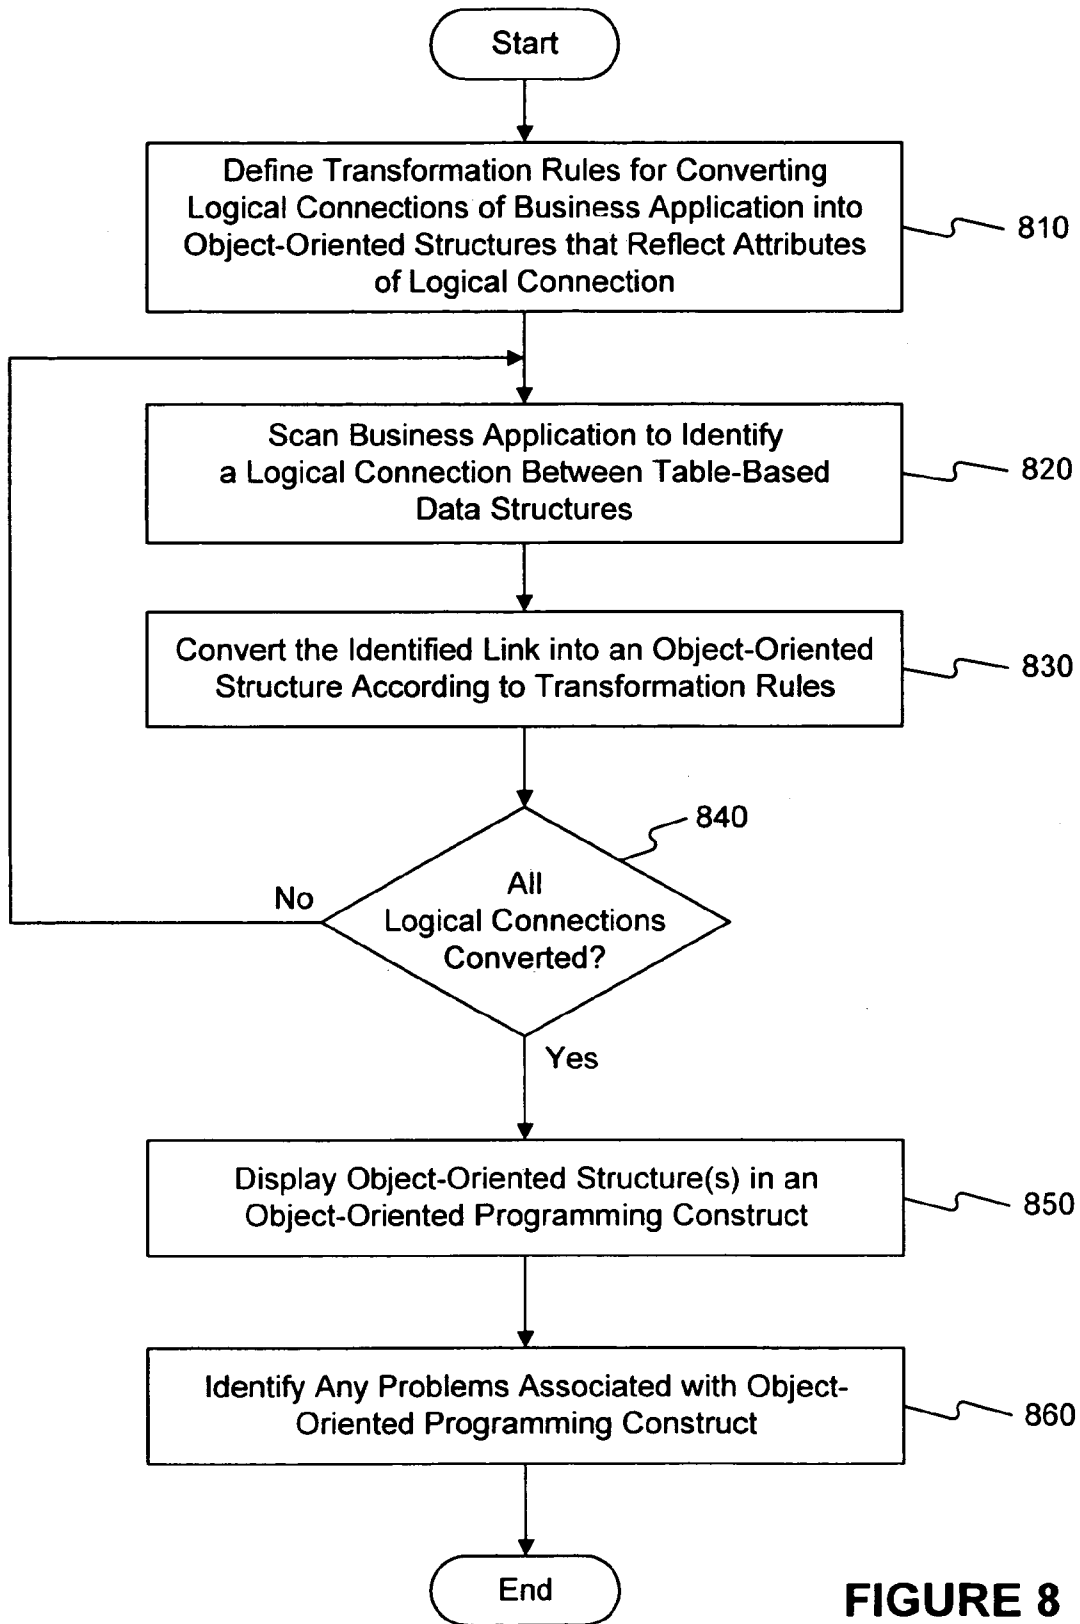 Start
Define Transformation Rules for Converting
Logical Connections of Business Application into
Object-Oriented Structures that Reflect Attributes
of Logical Connection
810
Scan Business Application to Identify
a Logical Connection Between Table-Based
Data Structures
820
Convert the Identified Link into an Object-Oriented
Structure According to Transformation Rules
830
840
All
Logical Connections
Converted?
No
Yes
Display Object-Oriented Structure(s) in an
Object-Oriented Programming Construct
850
Identify Any Problems Associated with Object-
Oriented Programming Construct
860
End
FIGURE 8